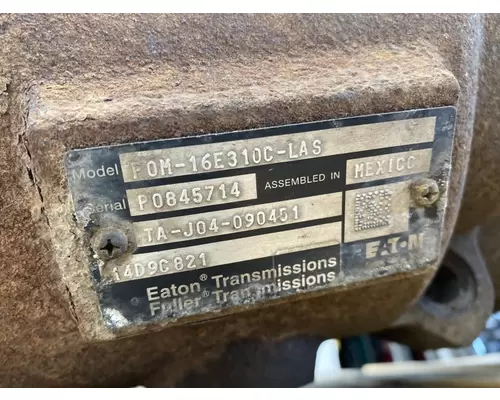 Model FOM-16E310C-LAS
Serial P0845714 ASSEMBLED IN MEXICO
TA-J04-090451
14D9C821
EATON
Eaton® Transmissions
Fuller® Transmissions